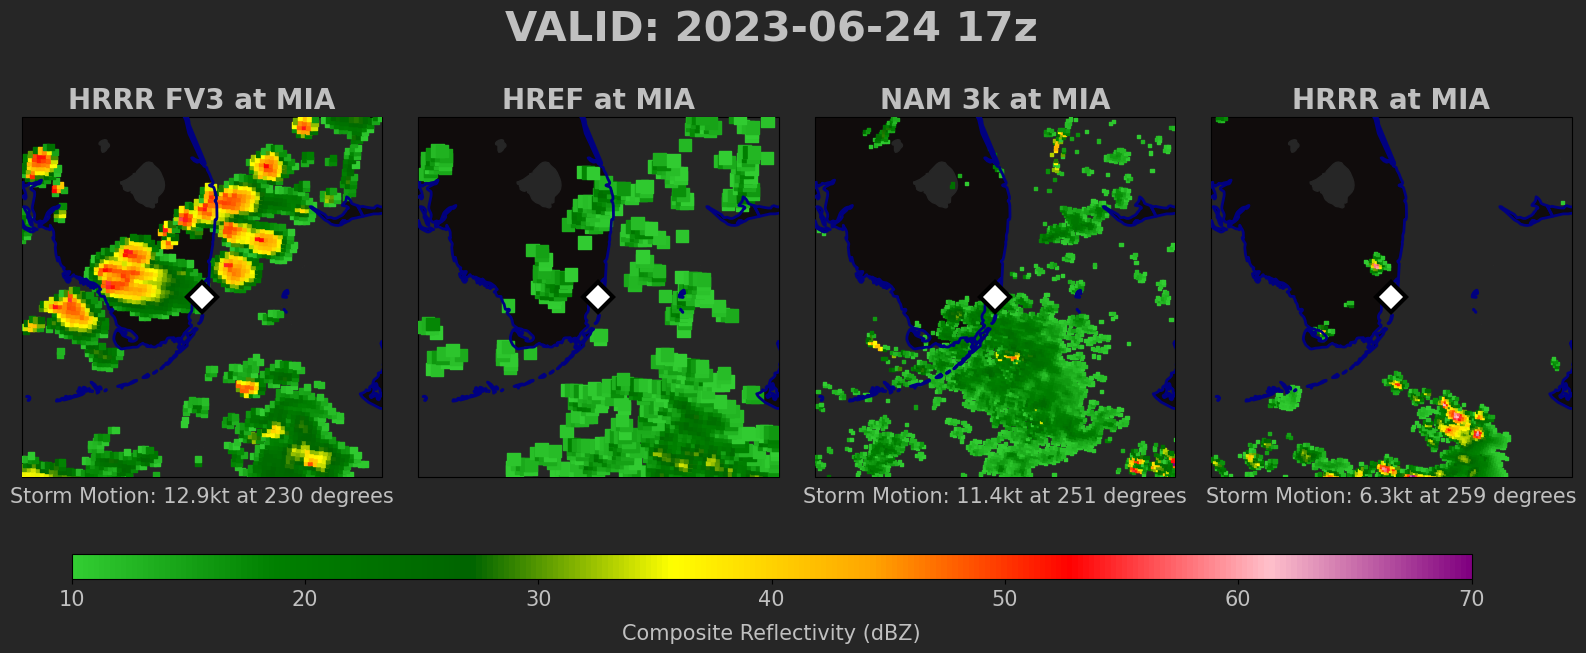 VALID: 2023-06-24 17z
HRRR FV3 at MIA
HREF at MIA
NAM 3k at MIA
HRRR at MIA
Storm Motion: 12.9kt at 230 degrees
Storm Motion: 11.4kt at 251 degrees
Storm Motion: 6.3kt at 259 degrees
10 20 30 40 50 60 70
Composite Reflectivity (dBZ)